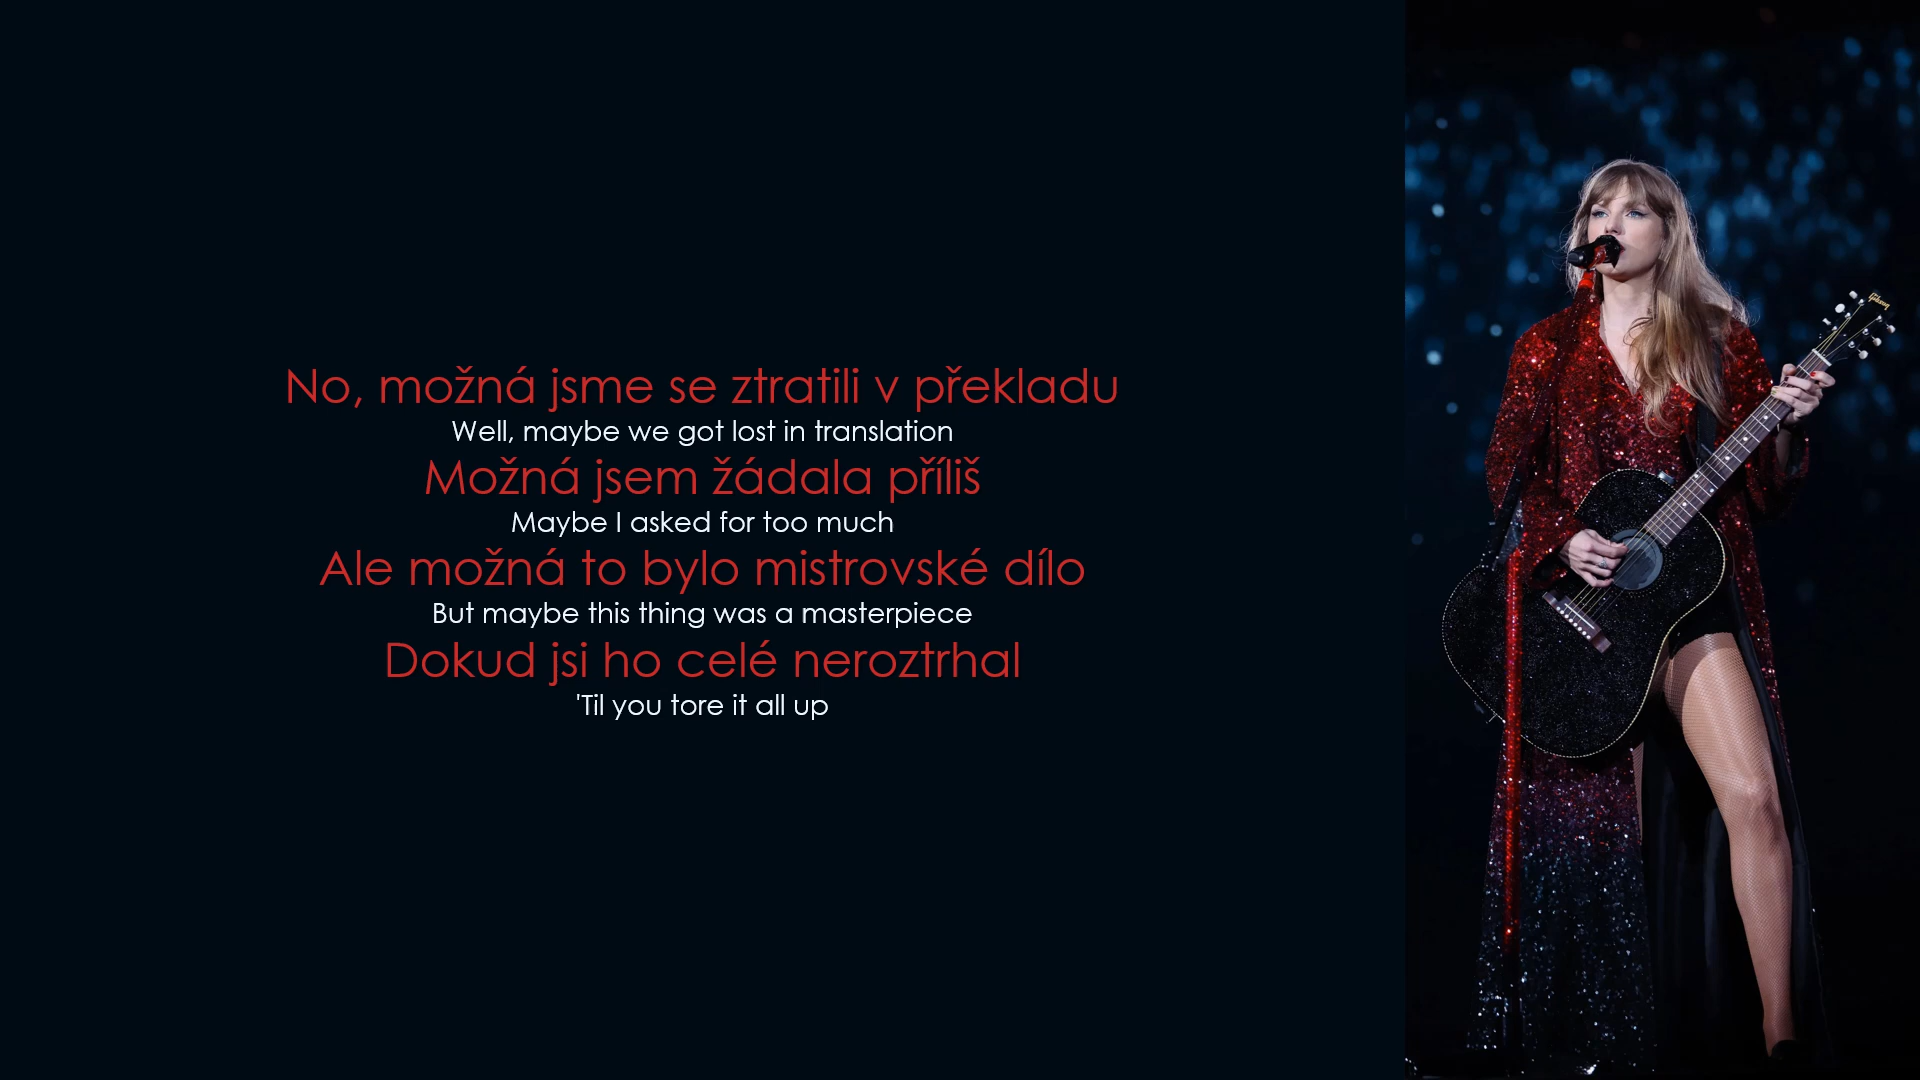 No, možná jsme se ztratili v překladu
Well, maybe we got lost in translation
Možná jsem žádala příliš
Maybe I asked for too much
Ale možná to bylo mistrovské dílo
But maybe this thing was a masterpiece
Dokud jsi ho celé neroztrhal
'Til you tore it all up
Gibson